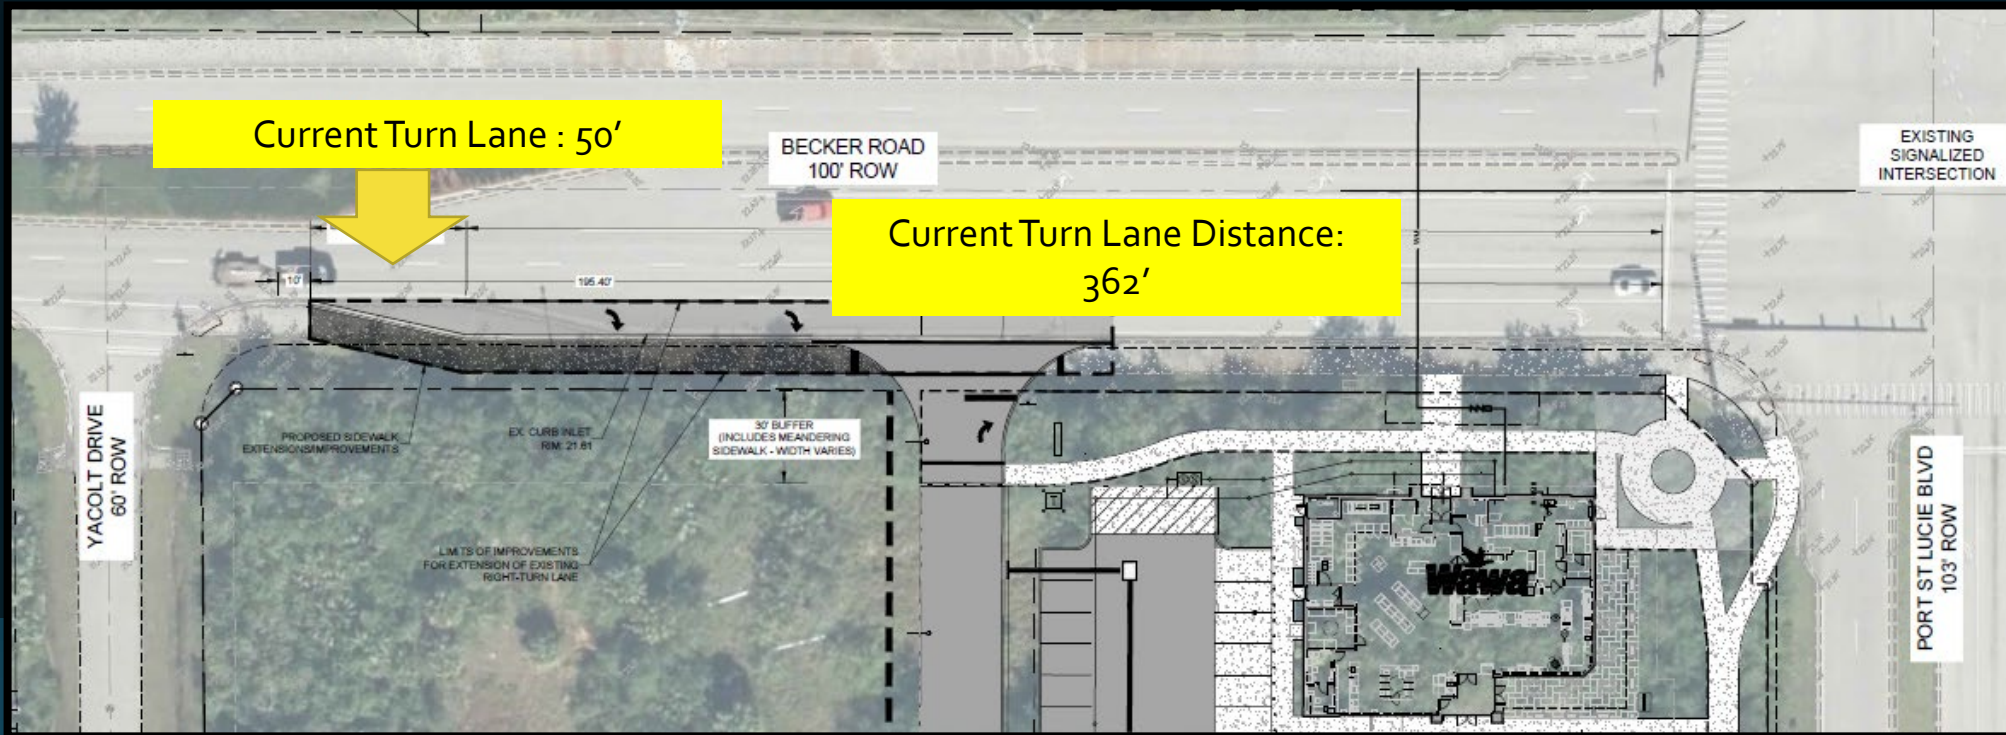 Current Turn Lane : 50'
BECKER ROAD
100' ROW
EXISTING
SIGNALIZED
INTERSECTION
Current Turn Lane Distance:
362'
10'
195.40'
YACOLT DRIVE
60' ROW
PROPOSED SIDEWALK
EXTENSIONS/IMPROVEMENTS
EX. CURB INLET
RIM: 21.61
30' BUFFER
(INCLUDES MEANDERING
SIDEWALK - WIDTH VARIES)
LIMITS OF IMPROVEMENTS
FOR EXTENSION OF EXISTING
RIGHT-TURN LANE
Wawa
PORT ST LUCIE BLVD
103' ROW